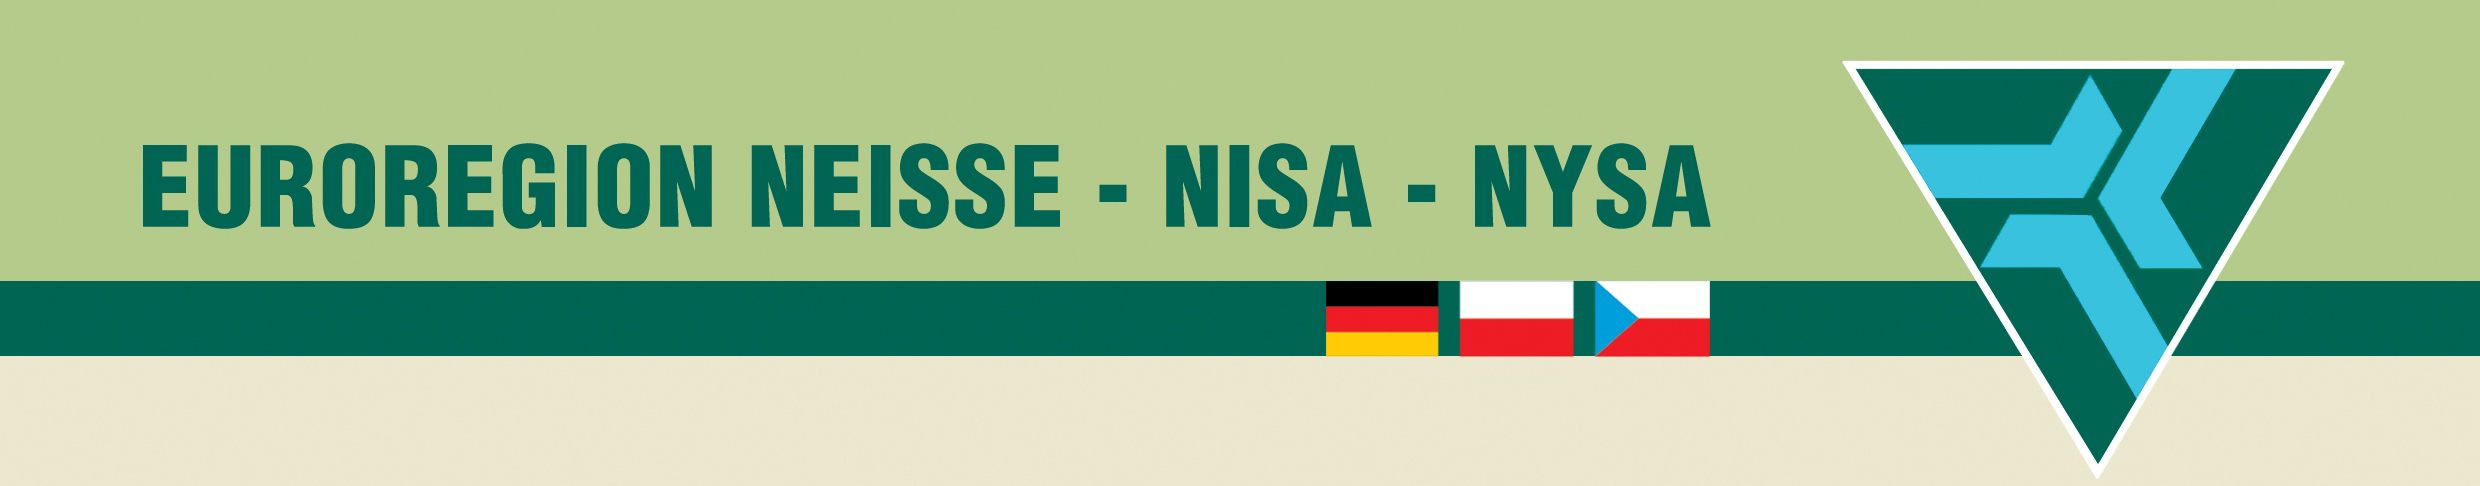 EUROREGION NEISSE - NISA - NYSA